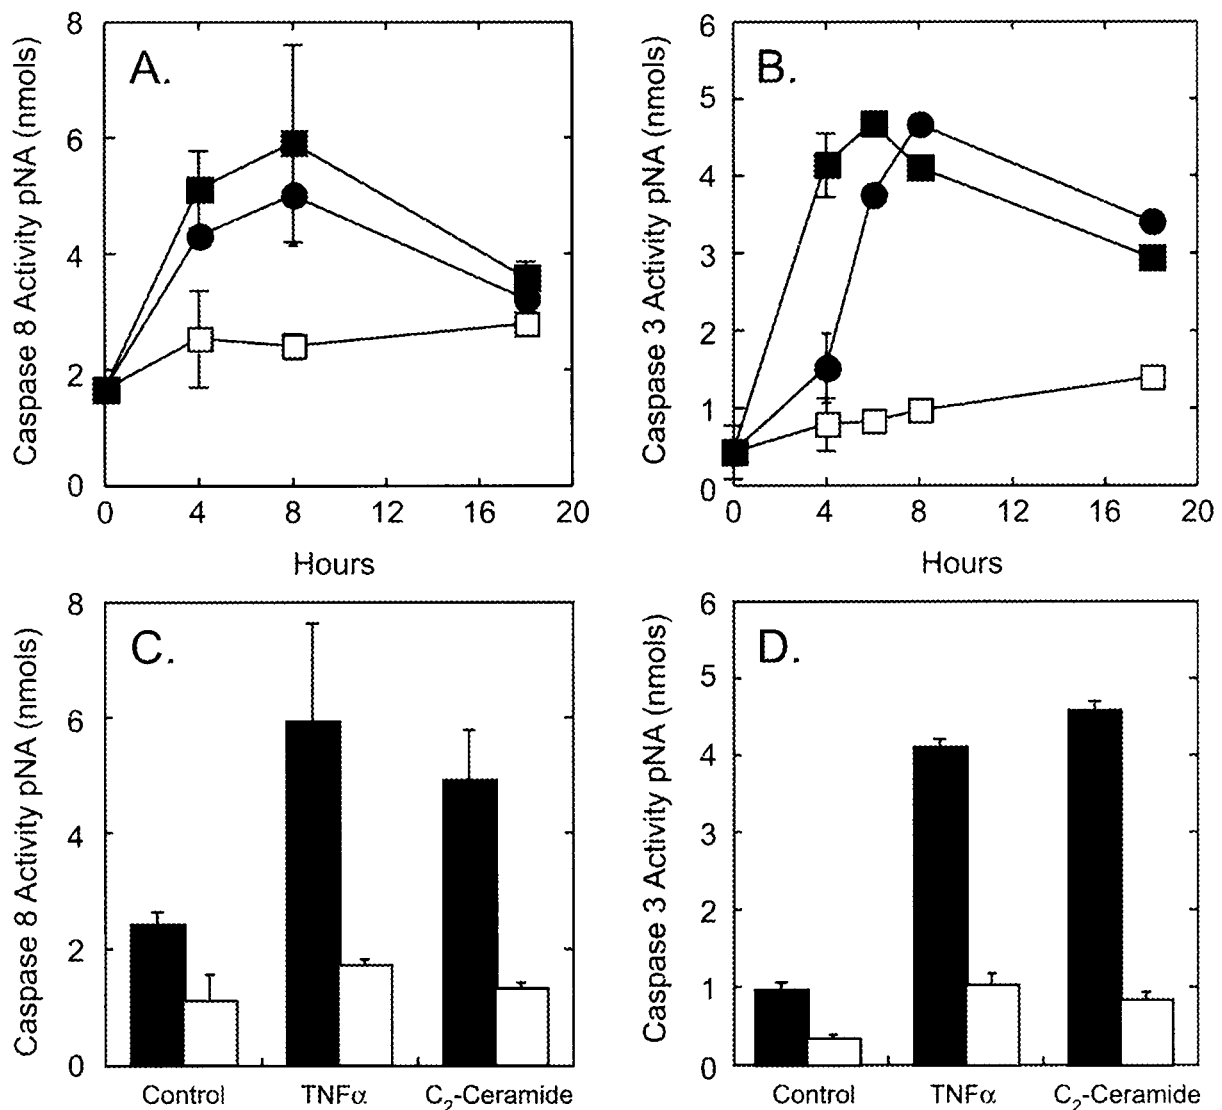 A.
Caspase 8 Activity pNA (nmols)
8
6
4
2
0
0 4 8 12 16 20
Hours
B.
Caspase 3 Activity pNA (nmols)
6
5
4
3
2
1
0
0 4 8 12 16 20
Hours
C.
Caspase 8 Activity pNA (nmols)
8
6
4
2
0
Control TNFα C₂-Ceramide
D.
Caspase 3 Activity pNA (nmols)
6
5
4
3
2
1
0
Control TNFα C₂-Ceramide